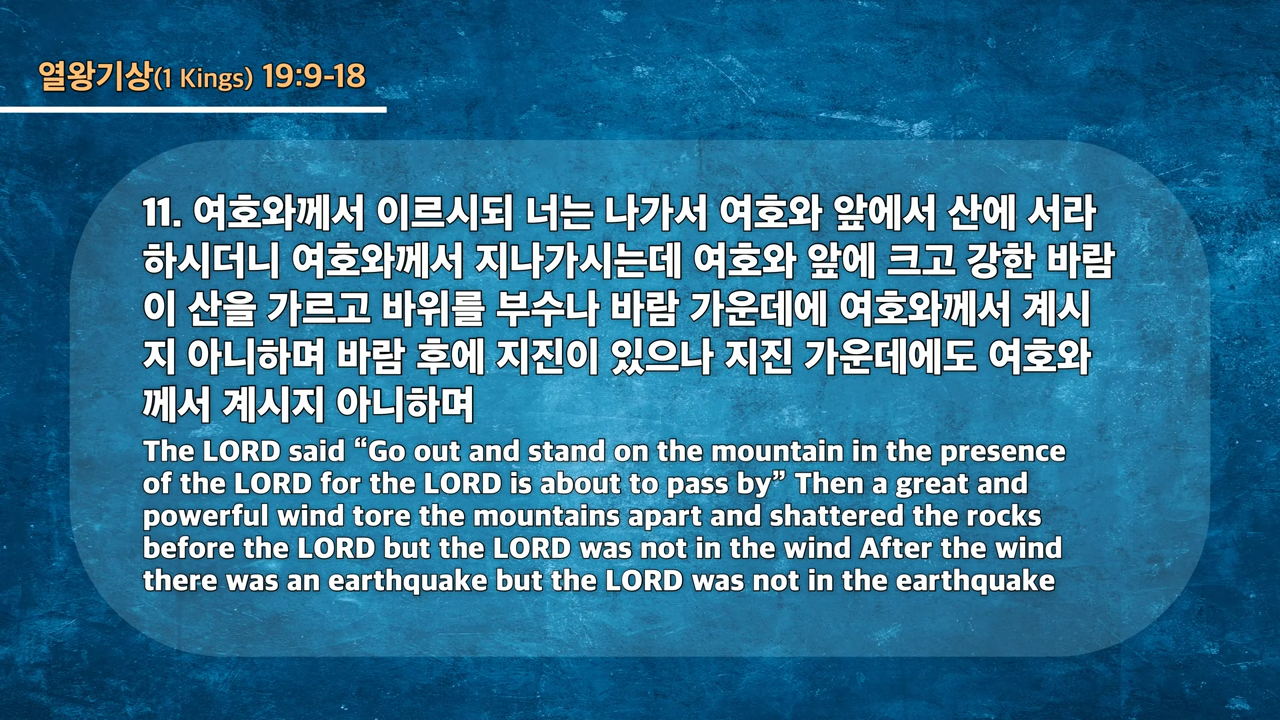 열왕기상(1 Kings) 19:9-18
11. 여호와께서 이르시되 너는 나가서 여호와 앞에서 산에 서라
하시더니 여호와께서 지나가시는데 여호와 앞에 크고 강한 바람
이 산을 가르고 바위를 부수나 바람 가운데에 여호와께서 계시
지 아니하며 바람 후에 지진이 있으나 지진 가운데에도 여호와
께서 계시지 아니하며
The LORD said “Go out and stand on the mountain in the presence
of the LORD for the LORD is about to pass by” Then a great and
powerful wind tore the mountains apart and shattered the rocks
before the LORD but the LORD was not in the wind After the wind
there was an earthquake but the LORD was not in the earthquake